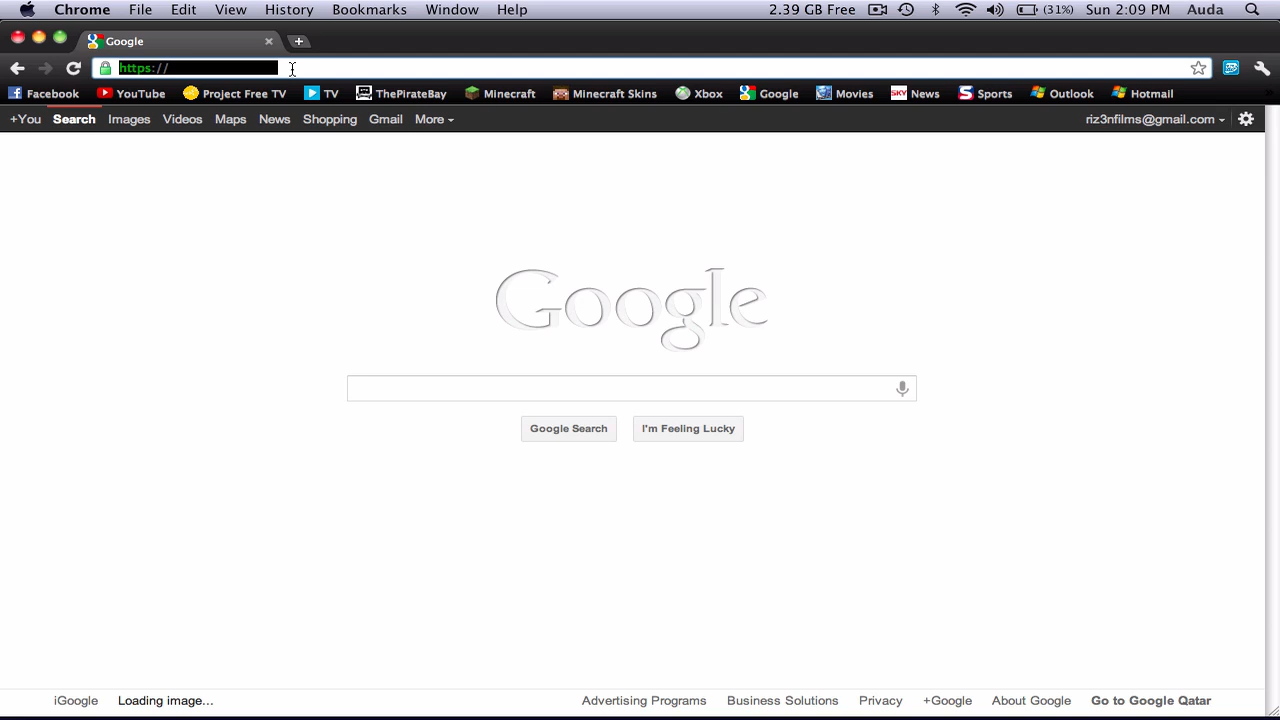 Chrome File Edit View History Bookmarks Window Help 2.39 GB Free (31%) Sun 2:09 PM Auda
Google
https://
Facebook YouTube Project Free TV TV ThePirateBay Minecraft Minecraft Skins Xbox Google Movies News Sports Outlook Hotmail
+You Search Images Videos Maps News Shopping Gmail More riz3nfilms@gmail.com
Google
Google Search I'm Feeling Lucky
iGoogle Loading image... Advertising Programs Business Solutions Privacy +Google About Google Go to Google Qatar